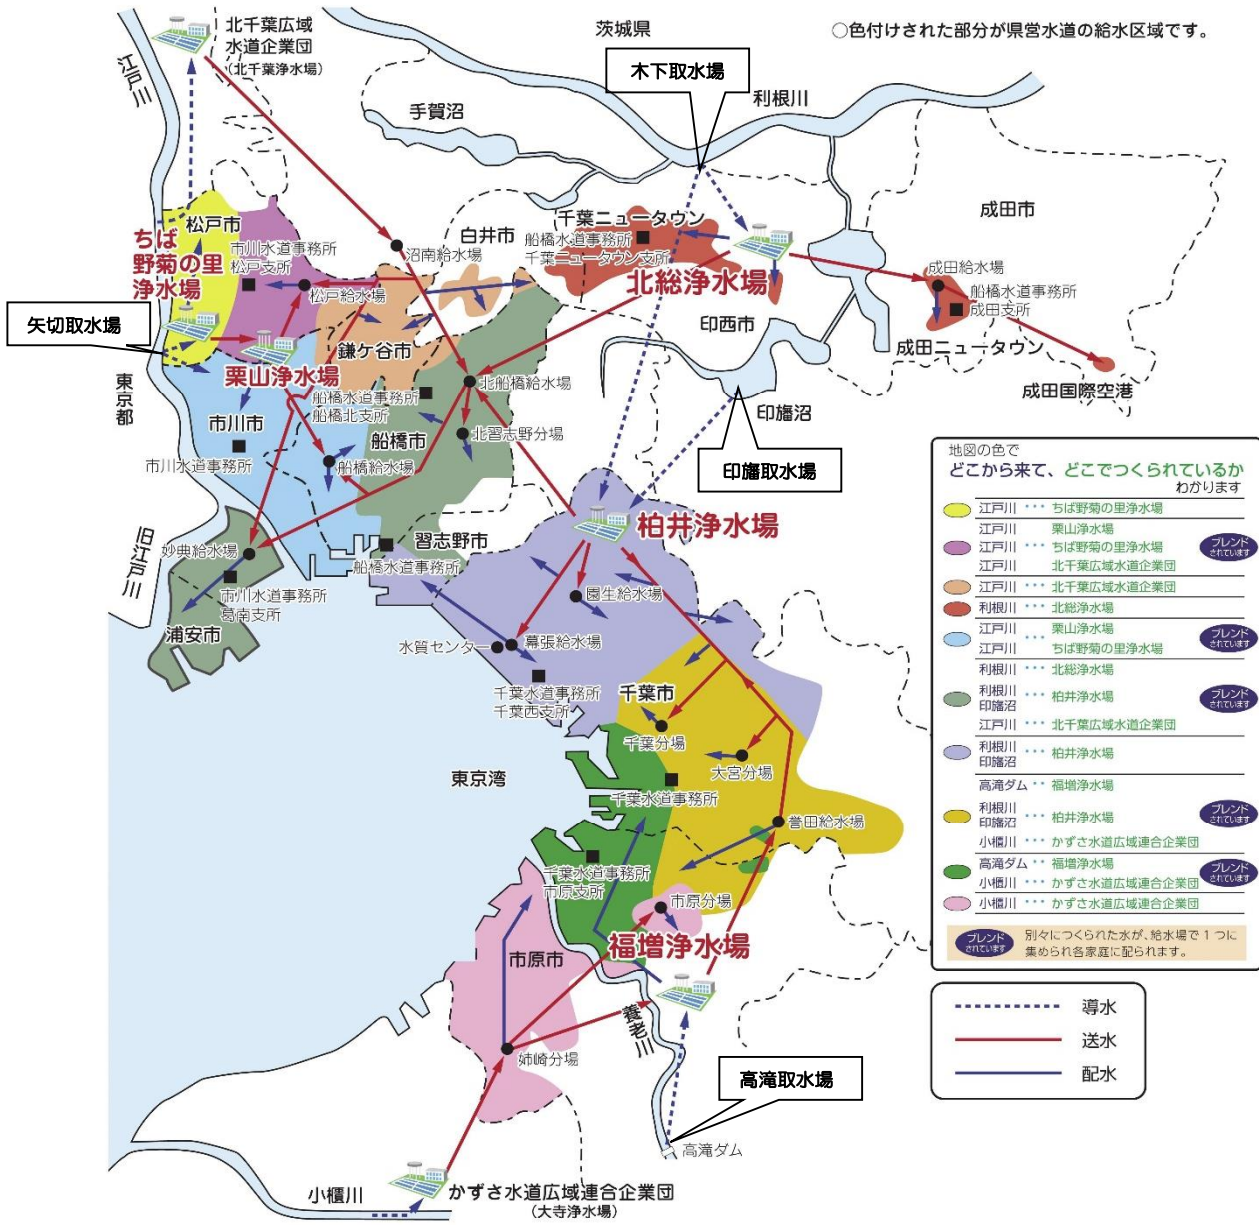 北千葉広域
水道企業団
(北千葉浄水場)
茨城県
○色付けされた部分が県営水道の給水区域です。
木下取水場
江戸川
手賀沼
利根川
成田市
松戸市
ちば
野菊の里
浄水場
市川水道事務所
松戸支所
白井市
沼南給水場
千葉ニュータウン
船橋水道事務所
千葉ニュータウン支所
北総浄水場
成田給水場
船橋水道事務所
成田支所
松戸給水場
矢切取水場
鎌ケ谷市
印西市
成田ニュータウン
成田国際空港
栗山浄水場
東京都
船橋水道事務所
船橋北支所
北船橋給水場
印旛沼
市川市
市川水道事務所
船橋市
北習志野分場
船橋給水場
印旛取水場
柏井浄水場
旧江戸川
妙典給水場
習志野市
船橋水道事務所
市川水道事務所
葛南支所
浦安市
園生給水場
水質センター
幕張給水場
千葉水道事務所
千葉西支所
千葉市
千葉分場
大宮分場
東京湾
千葉水道事務所
誉田給水場
千葉水道事務所
市原支所
市原分場
福増浄水場
市原市
養老川
姉崎分場
高滝取水場
高滝ダム
小櫃川
かずさ水道広域連合企業団
(大寺浄水場)
地図の色で
どこから来て、どこでつくられているか
わかります
江戸川 ・・・ ちば野菊の里浄水場
江戸川 栗山浄水場
江戸川 ・・・ ちば野菊の里浄水場
江戸川 北千葉広域水道企業団
ブレンド
されています
江戸川 ・・・ 北千葉広域水道企業団
利根川 ・・・ 北総浄水場
江戸川 ・・・ 栗山浄水場
江戸川 ・・・ ちば野菊の里浄水場
ブレンド
されています
利根川 ・・・ 北総浄水場
利根川
印旛沼 ・・・ 柏井浄水場
江戸川 ・・・ 北千葉広域水道企業団
ブレンド
されています
利根川
印旛沼 ・・・ 柏井浄水場
高滝ダム ・・ 福増浄水場
利根川
印旛沼 ・・・ 柏井浄水場
小櫃川 ・・・ かずさ水道広域連合企業団
ブレンド
されています
高滝ダム ・・ 福増浄水場
小櫃川 ・・・ かずさ水道広域連合企業団
ブレンド
されています
小櫃川 ・・・ かずさ水道広域連合企業団
ブレンド
されています
別々につくられた水が、給水場で1つに
集められ各家庭に配られます。
導水
送水
配水